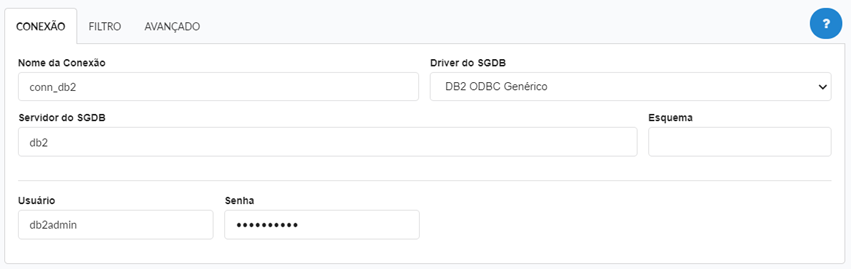 CONEXÃO FILTRO AVANÇADO ?
Nome da Conexão Driver do SGDB
conn_db2 DB2 ODBC Genérico
Servidor do SGDB Esquema
db2
Usuário Senha
db2admin ••••••••••